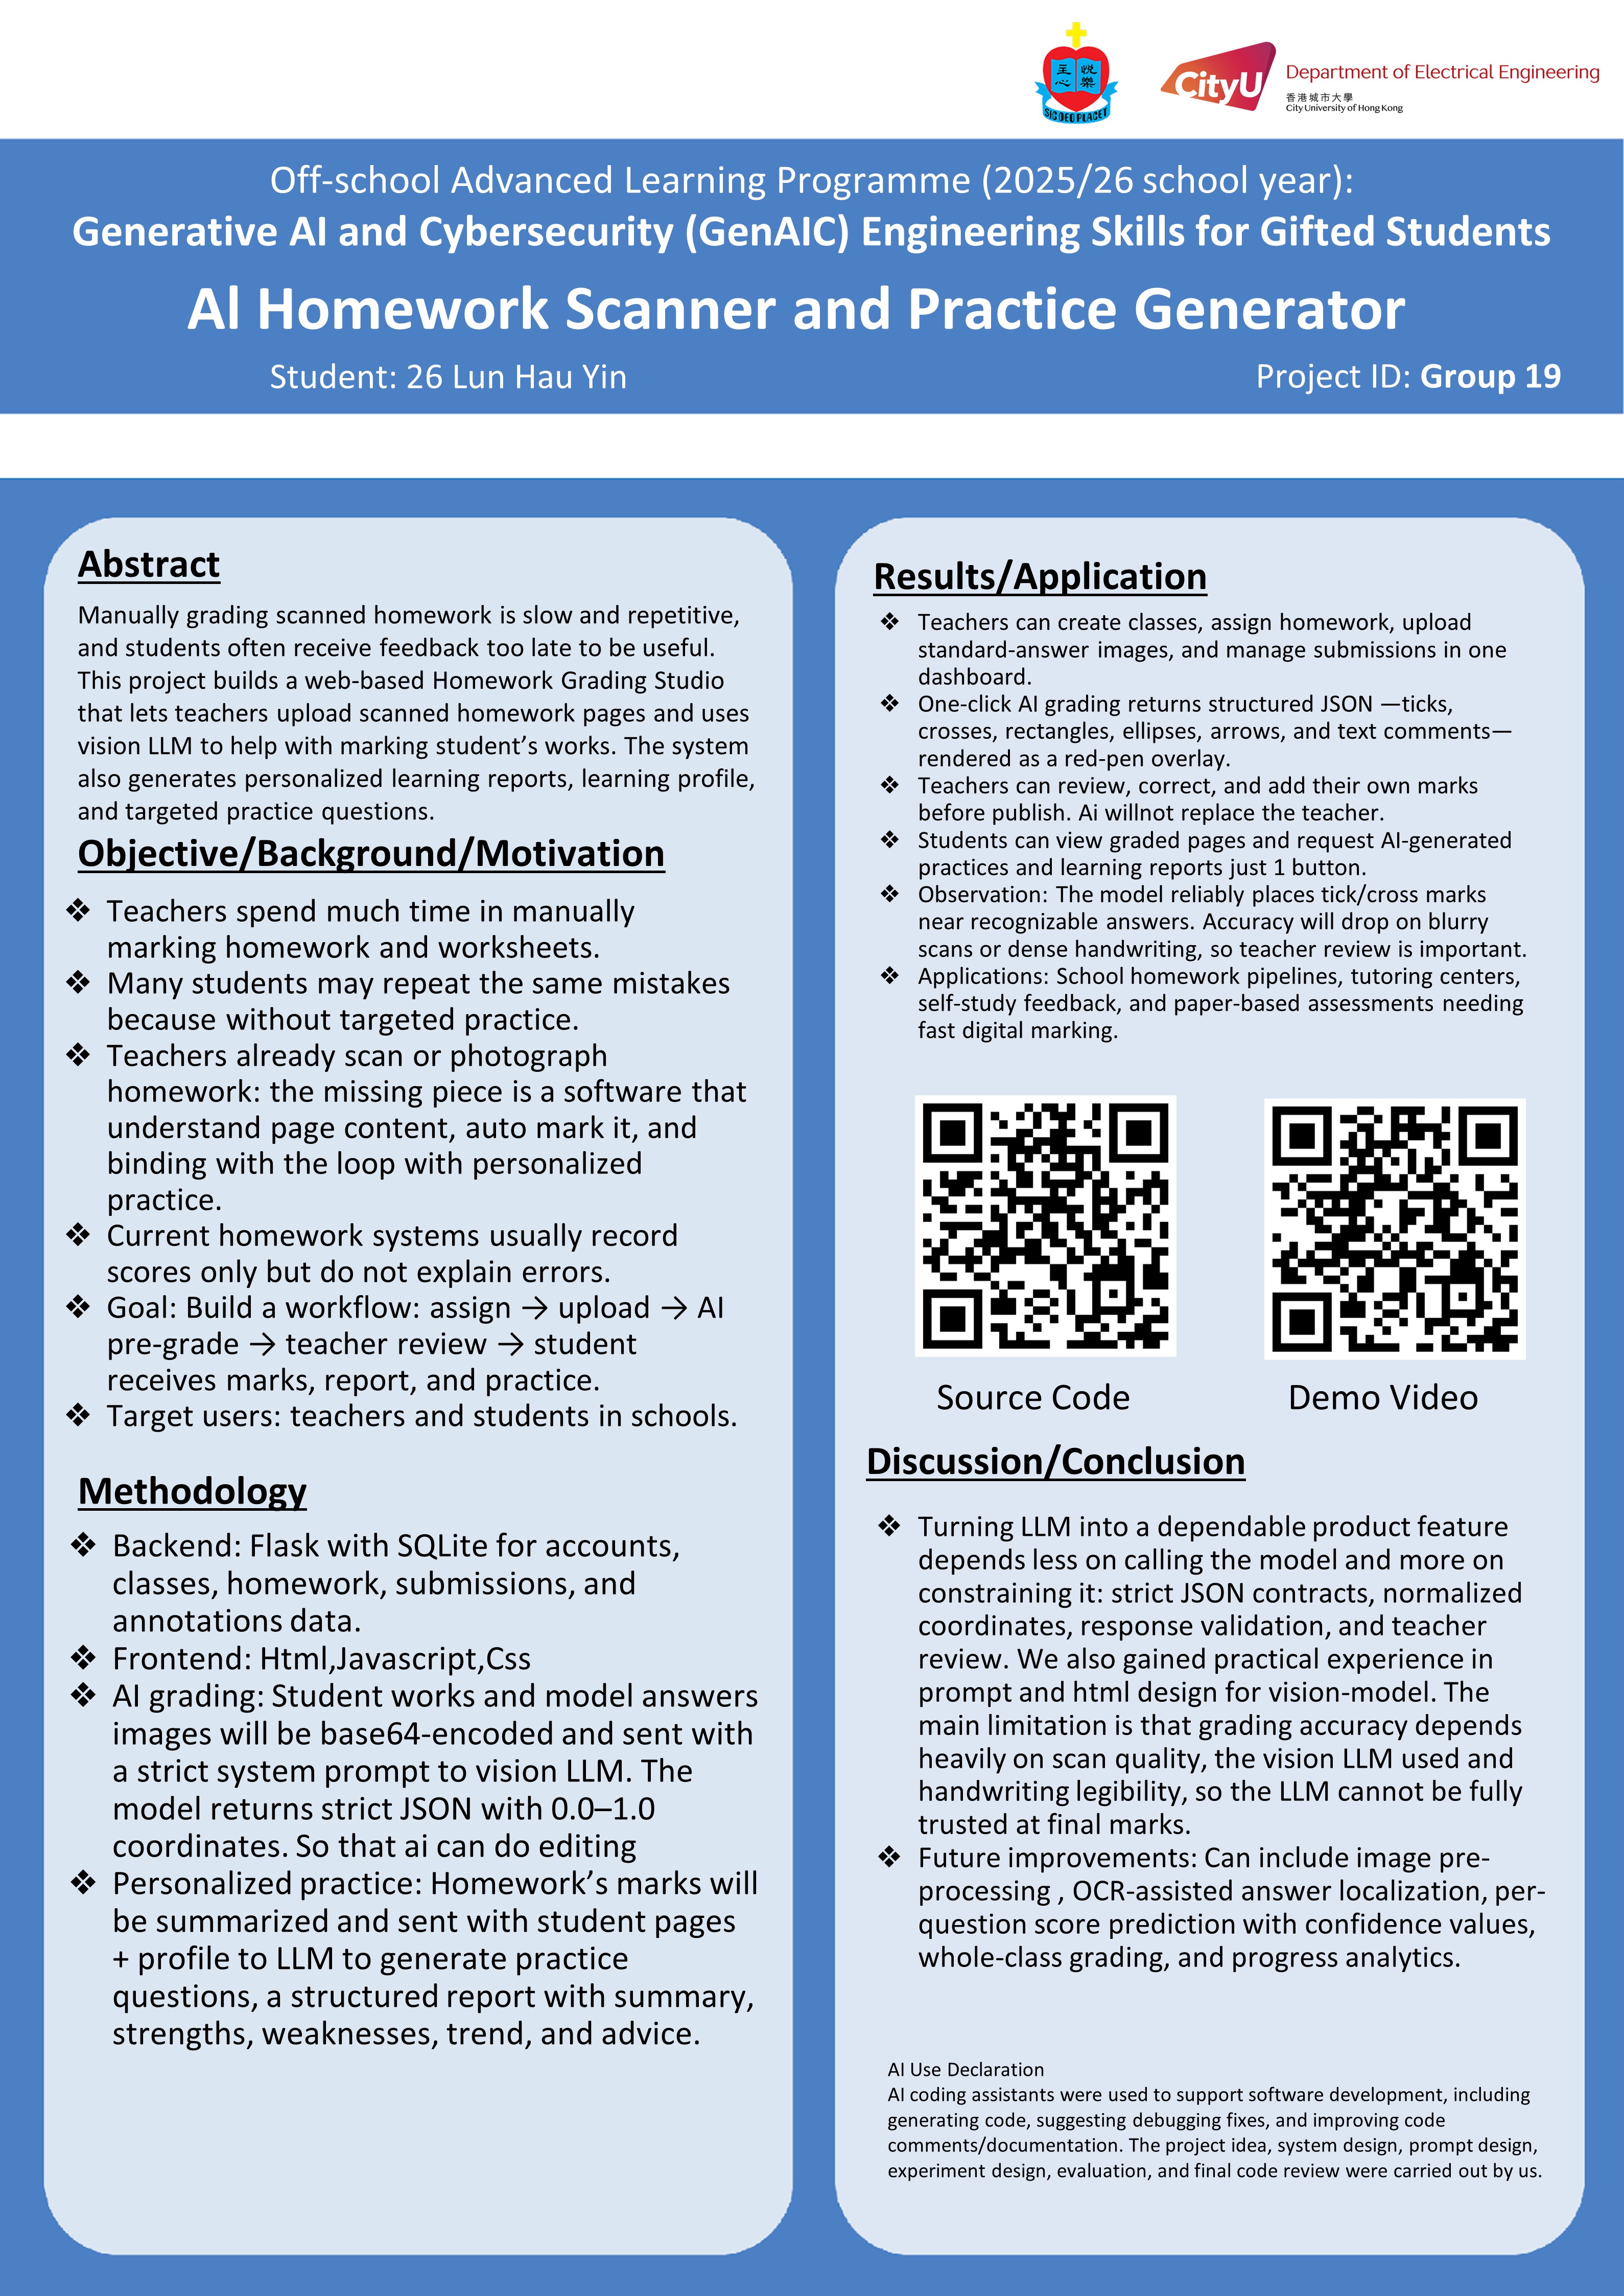 主 悅
心 樂
SIC DEO PLACET
CityU
Department of Electrical Engineering
香港城市大學
City University of Hong Kong
Off-school Advanced Learning Programme (2025/26 school year):
Generative AI and Cybersecurity (GenAIC) Engineering Skills for Gifted Students
AI Homework Scanner and Practice Generator
Student: 26 Lun Hau Yin
Project ID: Group 19
Abstract
Manually grading scanned homework is slow and repetitive,
and students often receive feedback too late to be useful.
This project builds a web-based Homework Grading Studio
that lets teachers upload scanned homework pages and uses
vision LLM to help with marking student’s works. The system
also generates personalized learning reports, learning profile,
and targeted practice questions.
Objective/Background/Motivation
❖ Teachers spend much time in manually
marking homework and worksheets.
❖ Many students may repeat the same mistakes
because without targeted practice.
❖ Teachers already scan or photograph
homework: the missing piece is a software that
understand page content, auto mark it, and
binding with the loop with personalized
practice.
❖ Current homework systems usually record
scores only but do not explain errors.
❖ Goal: Build a workflow: assign → upload → AI
pre-grade → teacher review → student
receives marks, report, and practice.
❖ Target users: teachers and students in schools.
Methodology
❖ Backend: Flask with SQLite for accounts,
classes, homework, submissions, and
annotations data.
❖ Frontend: Html,Javascript,Css
❖ AI grading: Student works and model answers
images will be base64-encoded and sent with
a strict system prompt to vision LLM. The
model returns strict JSON with 0.0–1.0
coordinates. So that ai can do editing
❖ Personalized practice: Homework’s marks will
be summarized and sent with student pages
+ profile to LLM to generate practice
questions, a structured report with summary,
strengths, weaknesses, trend, and advice.
Results/Application
❖ Teachers can create classes, assign homework, upload
standard-answer images, and manage submissions in one
dashboard.
❖ One-click AI grading returns structured JSON —ticks,
crosses, rectangles, ellipses, arrows, and text comments—
rendered as a red-pen overlay.
❖ Teachers can review, correct, and add their own marks
before publish. Ai willnot replace the teacher.
❖ Students can view graded pages and request AI-generated
practices and learning reports just 1 button.
❖ Observation: The model reliably places tick/cross marks
near recognizable answers. Accuracy will drop on blurry
scans or dense handwriting, so teacher review is important.
❖ Applications: School homework pipelines, tutoring centers,
self-study feedback, and paper-based assessments needing
fast digital marking.
Source Code
Demo Video
Discussion/Conclusion
❖ Turning LLM into a dependable product feature
depends less on calling the model and more on
constraining it: strict JSON contracts, normalized
coordinates, response validation, and teacher
review. We also gained practical experience in
prompt and html design for vision-model. The
main limitation is that grading accuracy depends
heavily on scan quality, the vision LLM used and
handwriting legibility, so the LLM cannot be fully
trusted at final marks.
❖ Future improvements: Can include image pre-
processing , OCR-assisted answer localization, per-
question score prediction with confidence values,
whole-class grading, and progress analytics.
AI Use Declaration
AI coding assistants were used to support software development, including
generating code, suggesting debugging fixes, and improving code
comments/documentation. The project idea, system design, prompt design,
experiment design, evaluation, and final code review were carried out by us.